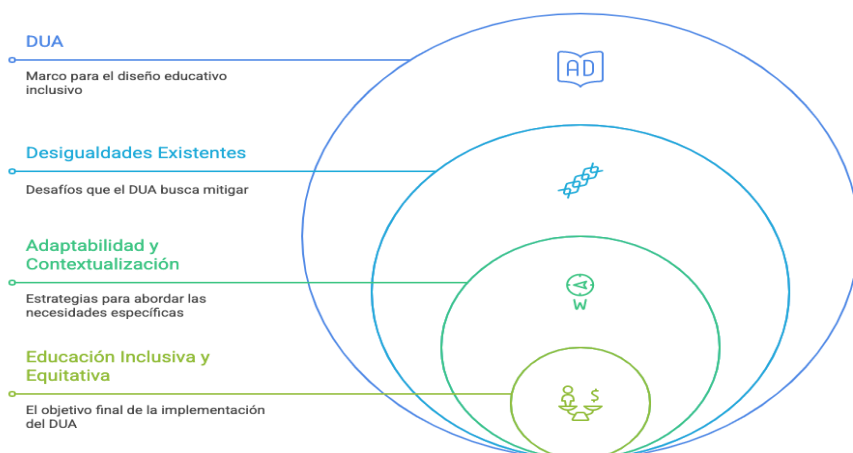 DUA
Marco para el diseño educativo
inclusivo
AD
Desigualdades Existentes
Desafíos que el DUA busca mitigar
Adaptabilidad y
Contextualización
Estrategias para abordar las
necesidades específicas
W
Educación Inclusiva y
Equitativa
El objetivo final de la implementación
del DUA
$